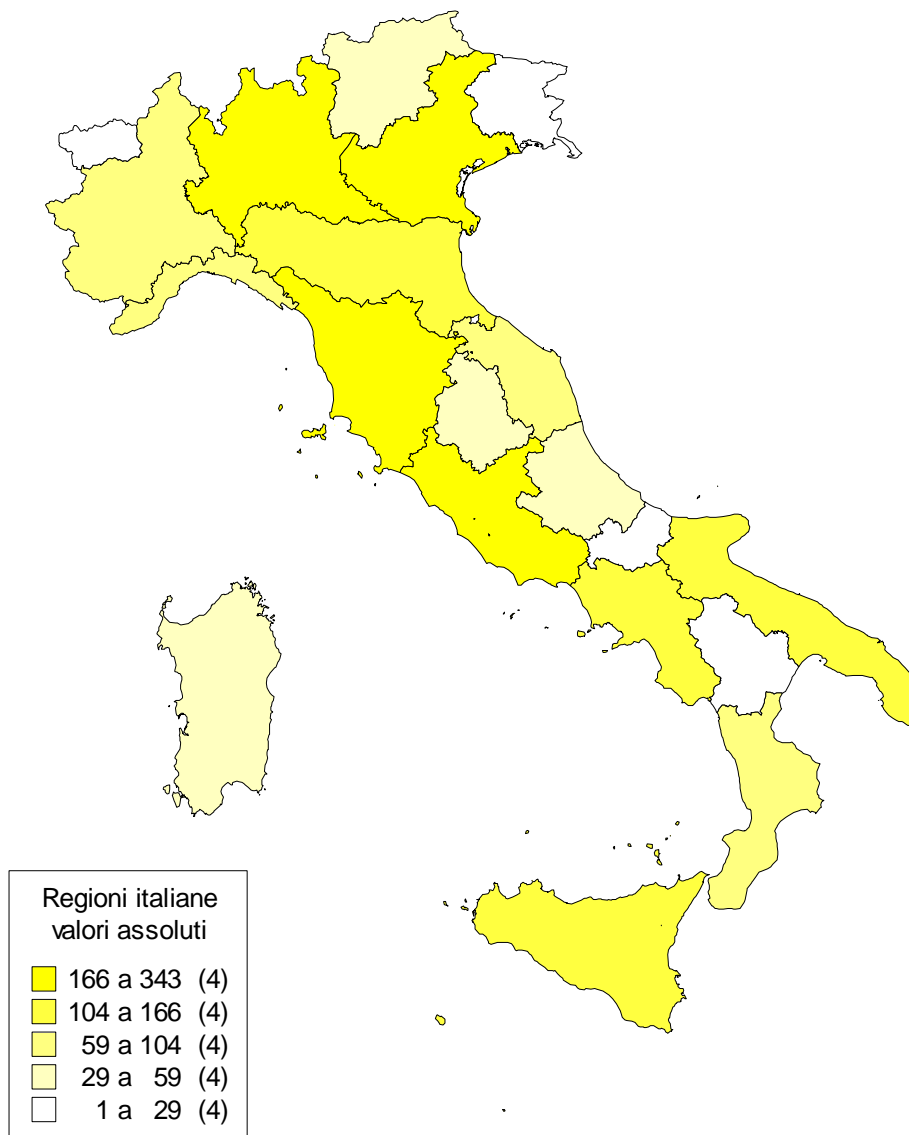 Regioni italiane
valori assoluti
166 a 343 (4)
104 a 166 (4)
59 a 104 (4)
29 a 59 (4)
1 a 29 (4)